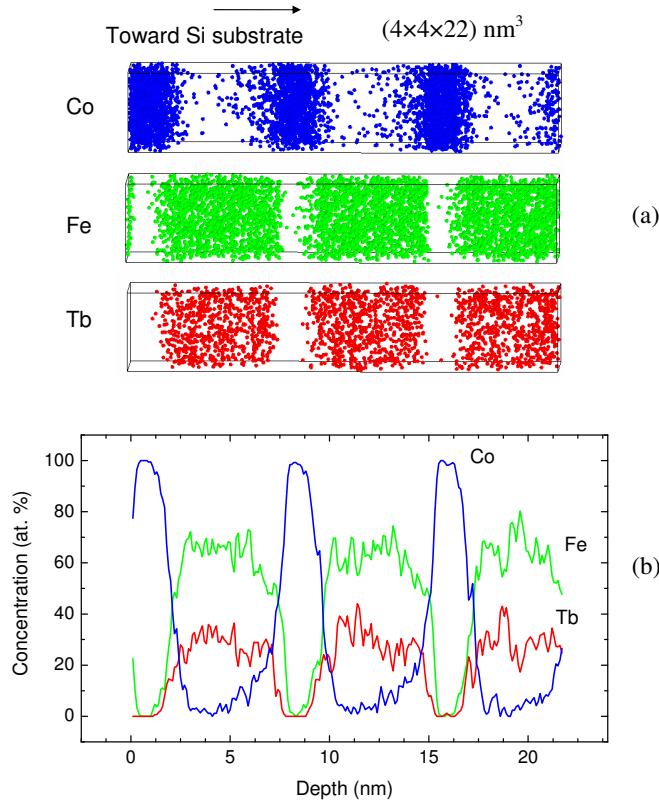 Toward Si substrate
(4×4×22) nm³
Co
Fe
(a)
Tb
100
80
60
40
20
0
Concentration (at. %)
Co
Fe
Tb
(b)
0 5 10 15 20
Depth (nm)